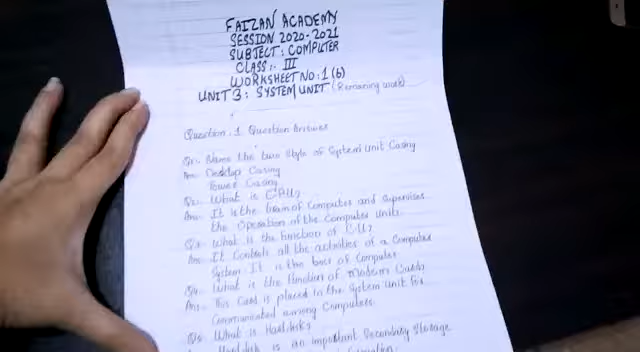 FAIZAN ACADEMY
SESSION 2020-2021
SUBJECT: COMPUTER
CLASS:- III
WORKSHEET NO:1 (b)
UNIT 3: SYSTEM UNIT (Remaining work)
Question.1 Question Answer
Q1: Name the two style of System Unit Casing
Ans: Desktop Casing
Tower Casing
Q2: What is CPU?
Ans: It is the brain of Computer and Supervises
the Operation of the Computer unit.
Q3: What is the function of C.U?
Ans: It Controls all the activities of a Computer
System. It is the boss of Computer
Q4: What is the function of Modem Card?
Ans: This Card is placed in the System Unit for
Communicated among Computers
Q5: What is Hard.disk?
Hard.disk is an important Secondary Storage